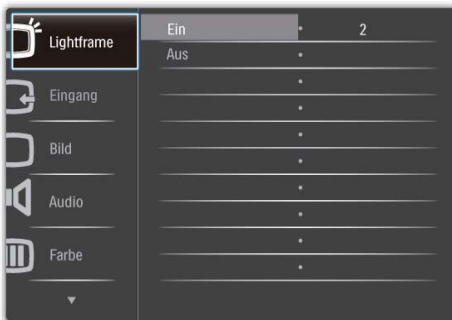 Lightframe
Eingang
Bild
Audio
Farbe
Ein 2
Aus